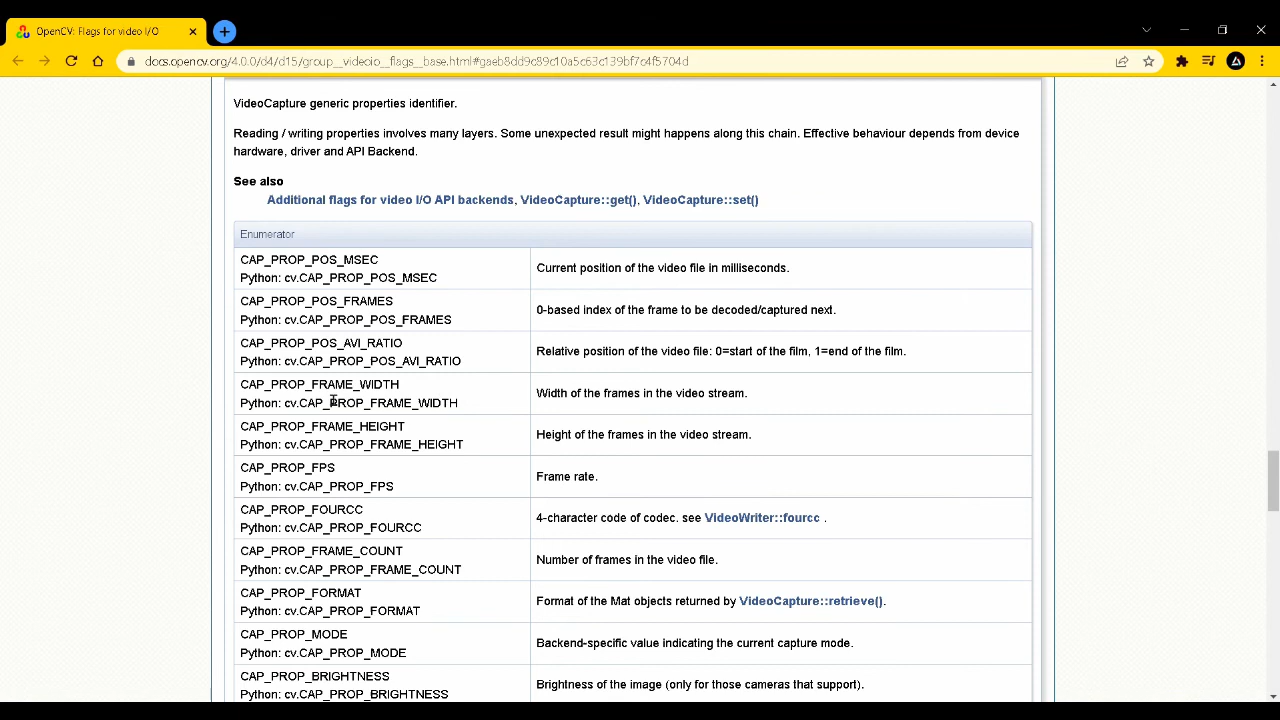 OpenCV: Flags for video I/O
docs.opencv.org/4.0.0/d4/d15/group__videoio__flags__base.html#gaeb8dd9c89c10a5c63c139bf7c4f5704d
VideoCapture generic properties identifier.
Reading / writing properties involves many layers. Some unexpected result might happens along this chain. Effective behaviour depends from device
hardware, driver and API Backend.
See also
Additional flags for video I/O API backends, VideoCapture::get(), VideoCapture::set()
Enumerator
CAP_PROP_POS_MSEC
Python: cv.CAP_PROP_POS_MSEC
Current position of the video file in milliseconds.
CAP_PROP_POS_FRAMES
Python: cv.CAP_PROP_POS_FRAMES
0-based index of the frame to be decoded/captured next.
CAP_PROP_POS_AVI_RATIO
Python: cv.CAP_PROP_POS_AVI_RATIO
Relative position of the video file: 0=start of the film, 1=end of the film.
CAP_PROP_FRAME_WIDTH
Python: cv.CAP_PROP_FRAME_WIDTH
Width of the frames in the video stream.
CAP_PROP_FRAME_HEIGHT
Python: cv.CAP_PROP_FRAME_HEIGHT
Height of the frames in the video stream.
CAP_PROP_FPS
Python: cv.CAP_PROP_FPS
Frame rate.
CAP_PROP_FOURCC
Python: cv.CAP_PROP_FOURCC
4-character code of codec. see VideoWriter::fourcc .
CAP_PROP_FRAME_COUNT
Python: cv.CAP_PROP_FRAME_COUNT
Number of frames in the video file.
CAP_PROP_FORMAT
Python: cv.CAP_PROP_FORMAT
Format of the Mat objects returned by VideoCapture::retrieve().
CAP_PROP_MODE
Python: cv.CAP_PROP_MODE
Backend-specific value indicating the current capture mode.
CAP_PROP_BRIGHTNESS
Python: cv.CAP_PROP_BRIGHTNESS
Brightness of the image (only for those cameras that support).